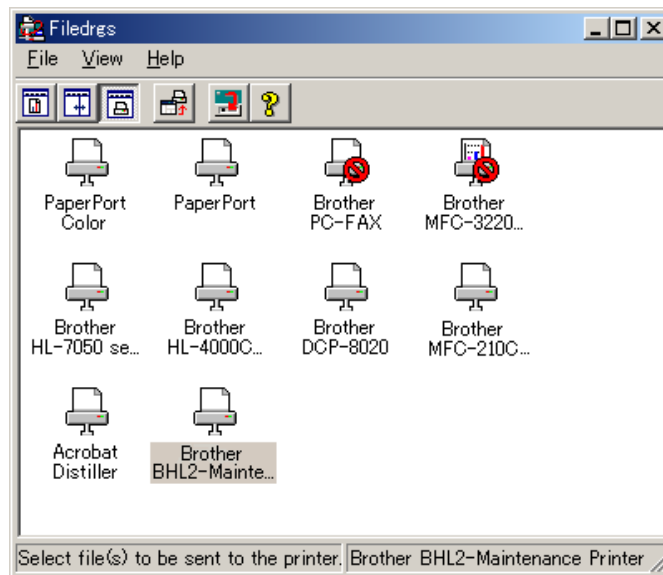 Filedrgs
File View Help
PaperPort
Color
PaperPort
Brother
PC-FAX
Brother
MFC-3220...
Brother
HL-7050 se...
Brother
HL-4000C...
Brother
DCP-8020
Brother
MFC-210C...
Acrobat
Distiller
Brother
BHL2-Mainte...
Select file(s) to be sent to the printer. Brother BHL2-Maintenance Printer